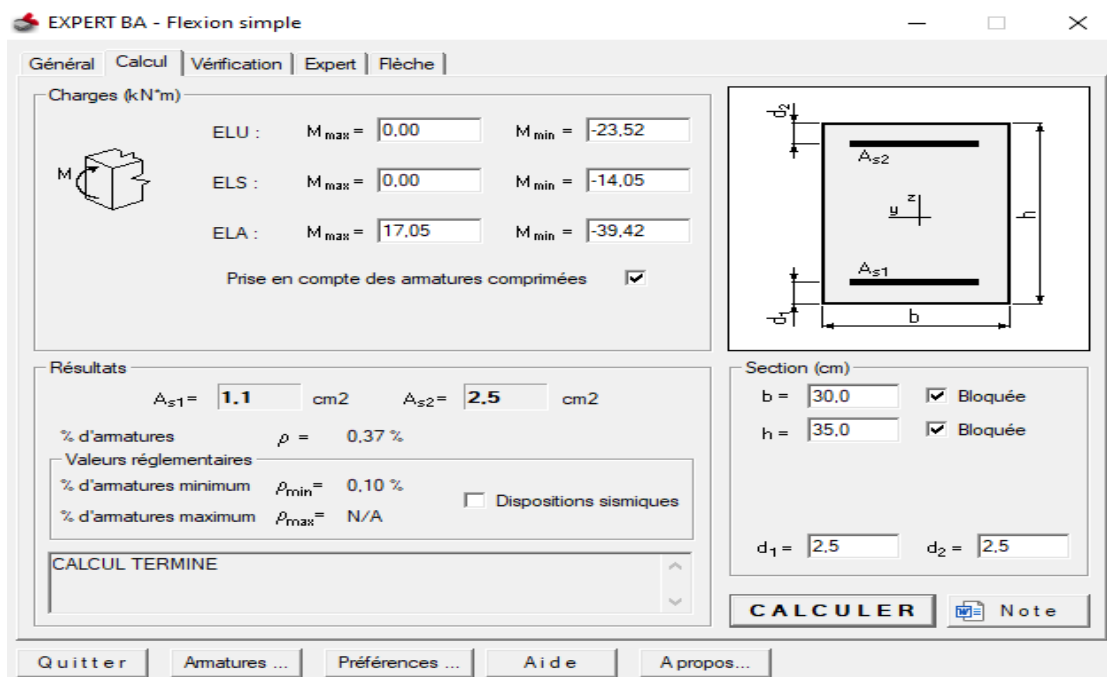 EXPERT BA - Flexion simple
Général Calcul Vérification Expert Flèche
Charges (kN*m)
ELU : M max = 0,00 M min = -23,52
ELS : M max = 0,00 M min = -14,05
ELA : M max = 17,05 M min = -39,42
Prise en compte des armatures comprimées
M
d2
As2
z
y
h
As1
d1
b
Résultats
As1 = 1,1 cm2 As2 = 2,5 cm2
% d'armatures ρ = 0,37 %
Valeurs réglementaires
% d'armatures minimum ρmin = 0,10 %
Dispositions sismiques
% d'armatures maximum ρmax = N/A
CALCUL TERMINE
Section (cm)
b = 30,0 Bloquée
h = 35,0 Bloquée
d1 = 2,5 d2 = 2,5
CALCULER Note
Quitter Armatures ... Préférences ... Aide A propos...